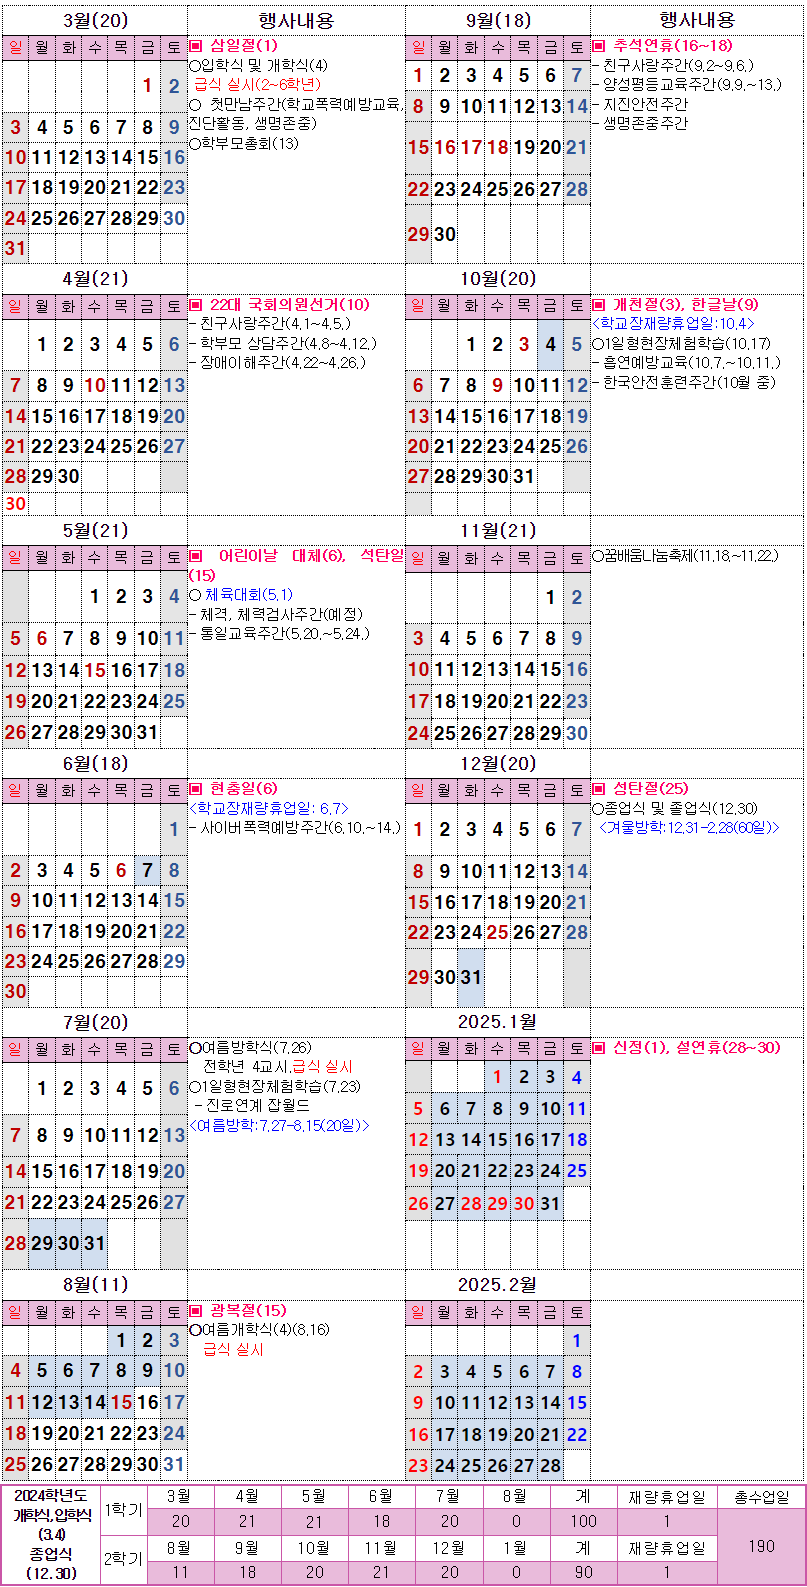 3월(20)
행사내용
일 월 화 수 목 금 토
1 2
3 4 5 6 7 8 9
10 11 12 13 14 15 16
17 18 19 20 21 22 23
24 25 26 27 28 29 30
31
▣ 삼일절(1)
○입학식 및 개학식(4)
급식 실시(2~6학년)
○ 첫만남주간(학교폭력예방교육,
진단활동, 생명존중)
○학부모총회(13)
9월(18)
행사내용
일 월 화 수 목 금 토
1 2 3 4 5 6 7
8 9 10 11 12 13 14
15 16 17 18 19 20 21
22 23 24 25 26 27 28
29 30
▣ 추석연휴(16~18)
- 친구사랑주간(9.2~9.6.)
- 양성평등교육주간(9.9.~13.)
- 지진안전주간
- 생명존중주간
4월(21)
일 월 화 수 목 금 토
1 2 3 4 5 6
7 8 9 10 11 12 13
14 15 16 17 18 19 20
21 22 23 24 25 26 27
28 29 30
30
▣ 22대 국회의원선거(10)
- 친구사랑주간(4.1~4.5.)
- 학부모 상담주간(4.8~4.12.)
- 장애이해주간(4.22~4.26.)
10월(20)
일 월 화 수 목 금 토
1 2 3 4 5
6 7 8 9 10 11 12
13 14 15 16 17 18 19
20 21 22 23 24 25 26
27 28 29 30 31
▣ 개천절(3), 한글날(9)
<학교장재량휴업일:10.4>
○1일형현장체험학습(10.17)
- 흡연예방교육(10.7.~10.11.)
- 한국안전훈련주간(10월 중)
5월(21)
일 월 화 수 목 금 토
1 2 3 4
5 6 7 8 9 10 11
12 13 14 15 16 17 18
19 20 21 22 23 24 25
26 27 28 29 30 31
▣ 어린이날 대체(6), 석탄일
(15)
○ 체육대회(5.1)
- 체격, 체력검사주간(예정)
- 통일교육주간(5.20.~5.24.)
11월(21)
일 월 화 수 목 금 토
1 2
3 4 5 6 7 8 9
10 11 12 13 14 15 16
17 18 19 20 21 22 23
24 25 26 27 28 29 30
○꿈배움나눔축제(11.18.~11.22.)
6월(18)
일 월 화 수 목 금 토
1
2 3 4 5 6 7 8
9 10 11 12 13 14 15
16 17 18 19 20 21 22
23 24 25 26 27 28 29
30
▣ 현충일(6)
<학교장재량휴업일: 6.7>
- 사이버폭력예방주간(6.10.~14.)
12월(20)
일 월 화 수 목 금 토
1 2 3 4 5 6 7
8 9 10 11 12 13 14
15 16 17 18 19 20 21
22 23 24 25 26 27 28
29 30 31
▣ 성탄절(25)
○종업식 및 졸업식(12.30)
<겨울방학:12.31-2.28(60일)>
7월(20)
일 월 화 수 목 금 토
1 2 3 4 5 6
7 8 9 10 11 12 13
14 15 16 17 18 19 20
21 22 23 24 25 26 27
28 29 30 31
○여름방학식(7.26)
전학년 4교시,급식 실시
○1일형현장체험학습(7.23)
- 진로연계 잡월드
<여름방학:7.27-8.15(20일)>
2025.1월
일 월 화 수 목 금 토
1 2 3 4
5 6 7 8 9 10 11
12 13 14 15 16 17 18
19 20 21 22 23 24 25
26 27 28 29 30 31
▣ 신정(1), 설연휴(28~30)
8월(11)
일 월 화 수 목 금 토
1 2 3
4 5 6 7 8 9 10
11 12 13 14 15 16 17
18 19 20 21 22 23 24
25 26 27 28 29 30 31
▣ 광복절(15)
○여름개학식(4)(8.16)
급식 실시
2025.2월
일 월 화 수 목 금 토
1
2 3 4 5 6 7 8
9 10 11 12 13 14 15
16 17 18 19 20 21 22
23 24 25 26 27 28
2024학년도
개학식,입학식
(3.4)
종업식
(12.30)
1학기 3월 4월 5월 6월 7월 8월 계 재량휴업일 총수업일
20 21 21 18 20 0 100 1
190
2학기 8월 9월 10월 11월 12월 1월 계 재량휴업일
11 18 20 21 20 0 90 1